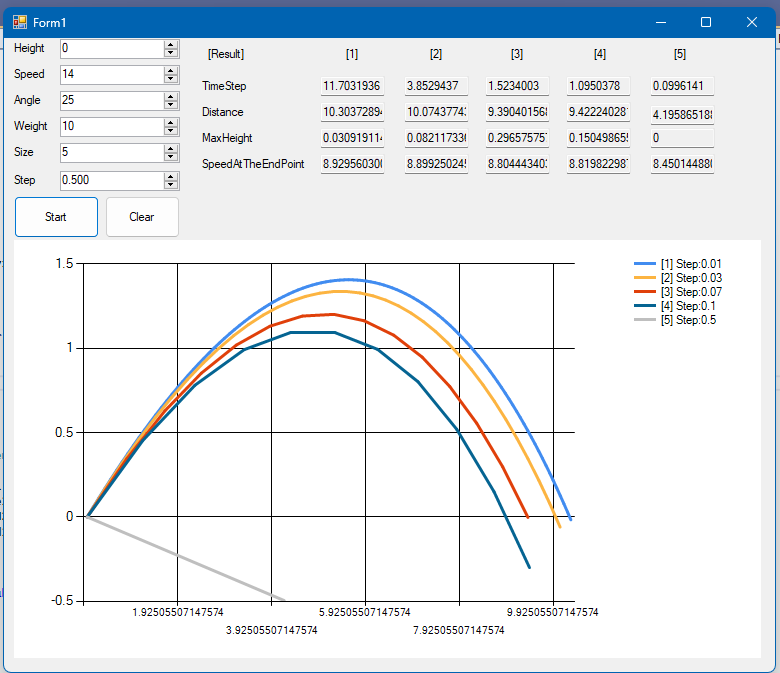 Form1
Height 0
Speed 14
Angle 25
Weight 10
Size 5
Step 0.500
Start Clear
[Result] [1] [2] [3] [4] [5]
TimeStep 11.7031936 3.8529437 1.5234003 1.0950378 0.0996141
Distance 10.30372894 10.07437743 9.39040156 9.42224028 4.19586518
MaxHeight 0.03091911 0.08211733 0.29657575 0.15049865 0
SpeedAtTheEndPoint 8.92956030 8.89925024 8.80444340 8.81982298 8.45014488
1.5
1
0.5
0
-0.5
1.92505507147574 5.92505507147574 9.92505507147574
3.92505507147574 7.92505507147574
[1] Step:0.01
[2] Step:0.03
[3] Step:0.07
[4] Step:0.1
[5] Step:0.5